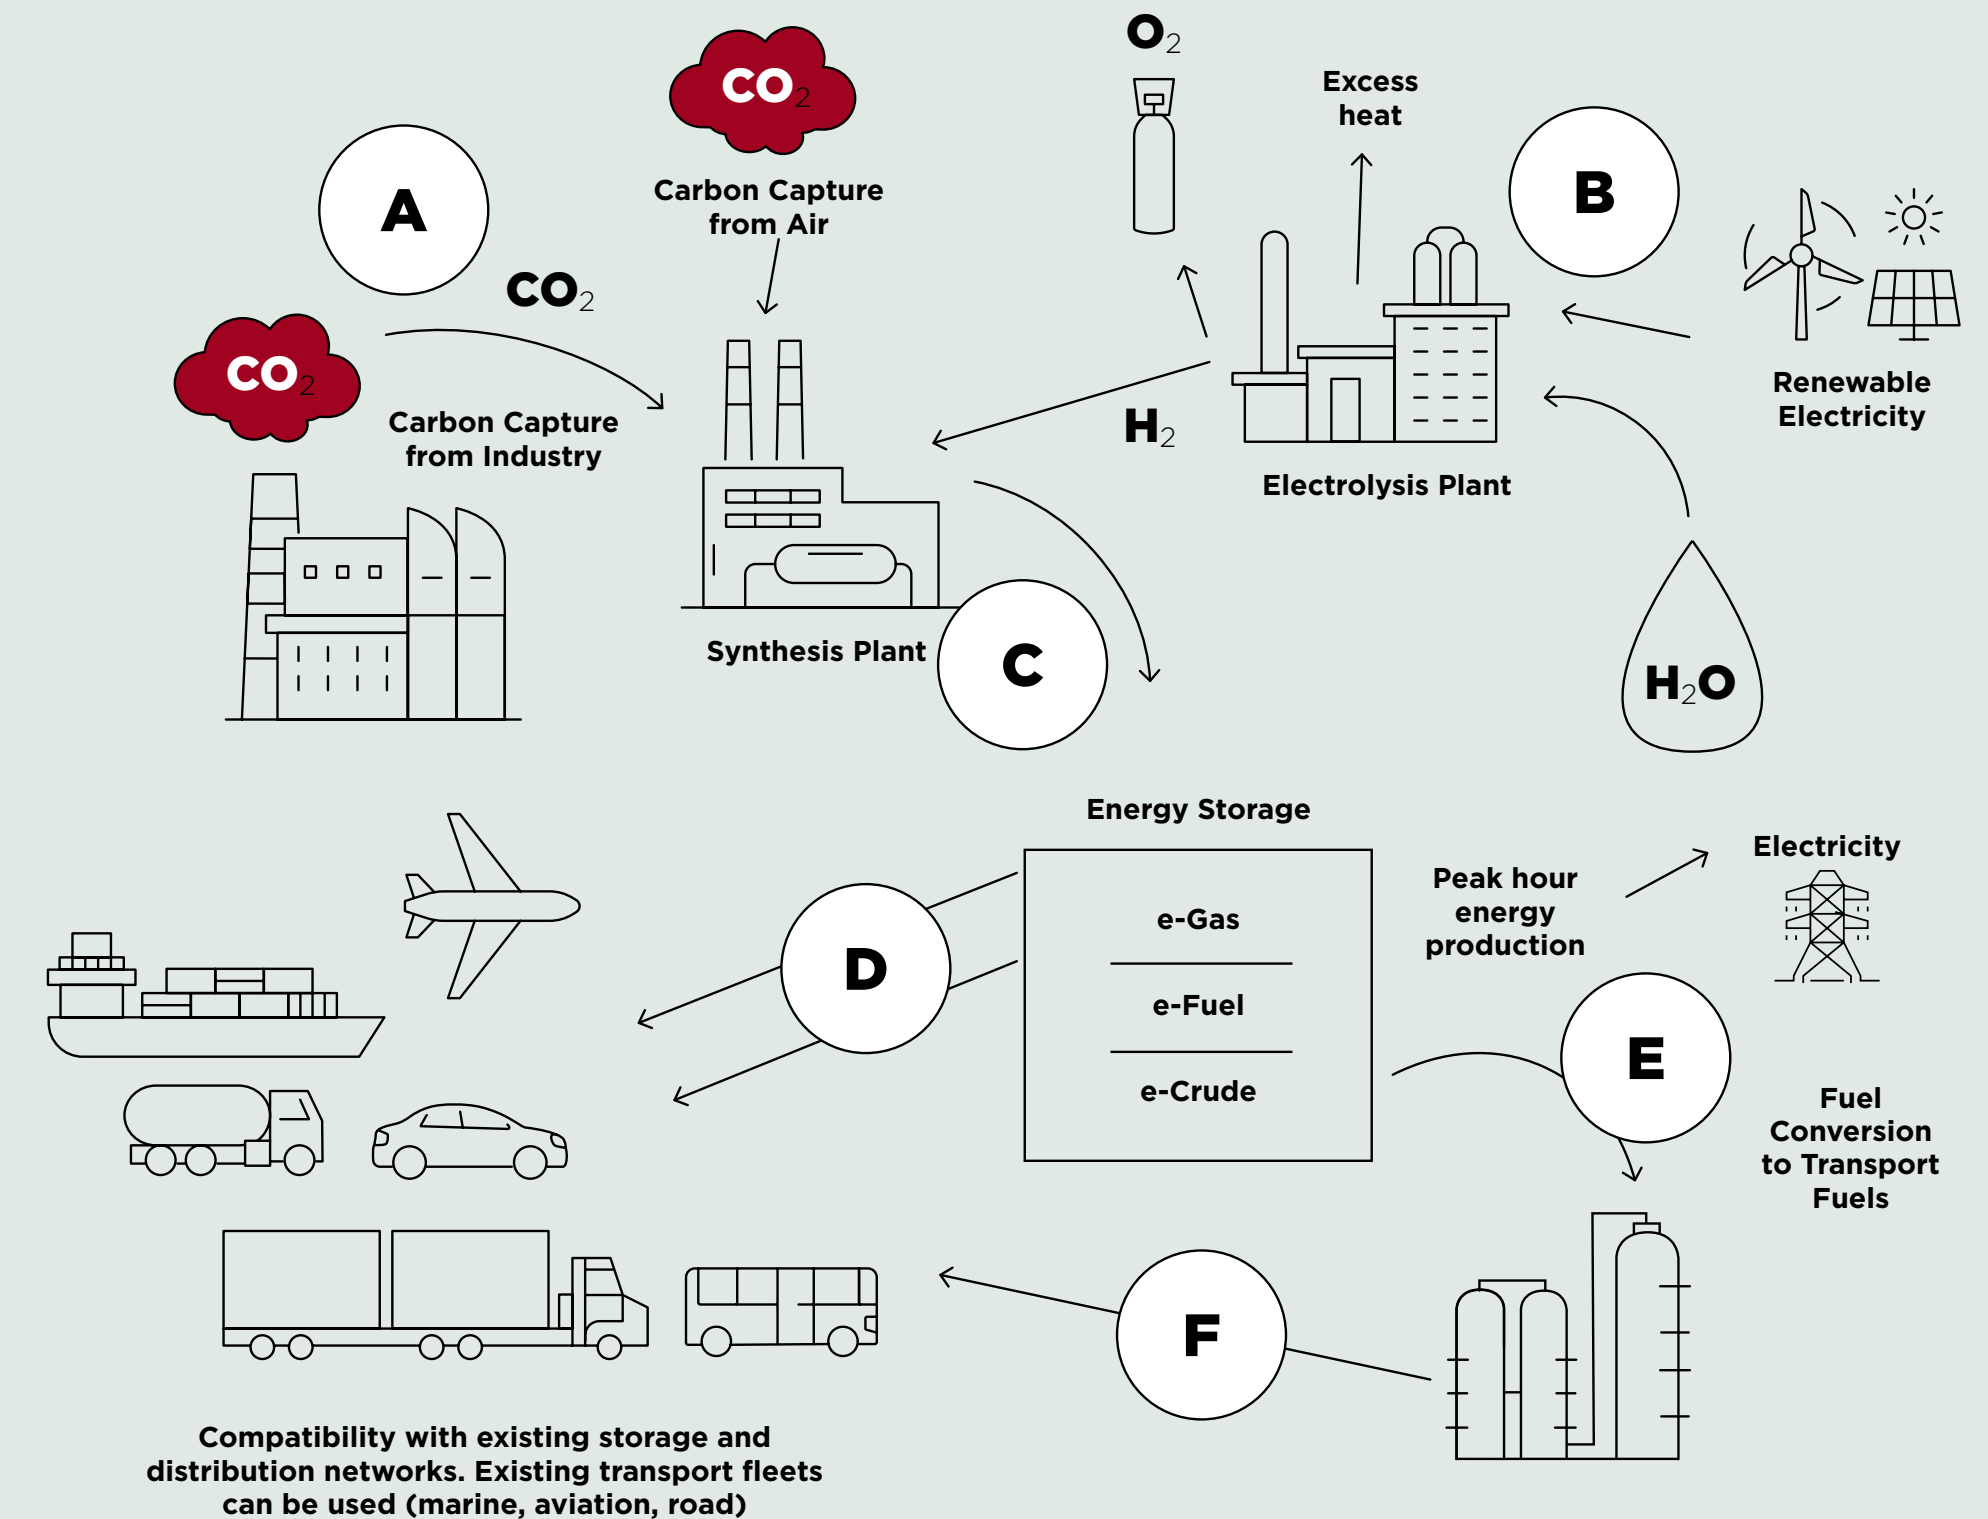 O₂
CO₂
Excess
heat
A
B
Carbon Capture
from Air
CO₂
CO₂
Renewable
Electricity
Carbon Capture
from Industry
H₂
Electrolysis Plant
Synthesis Plant
C
H₂O
Energy Storage
Electricity
Peak hour
energy
production
e-Gas
D
e-Fuel
e-Crude
E
Fuel
Conversion
to Transport
Fuels
F
Compatibility with existing storage and
distribution networks. Existing transport fleets
can be used (marine, aviation, road)